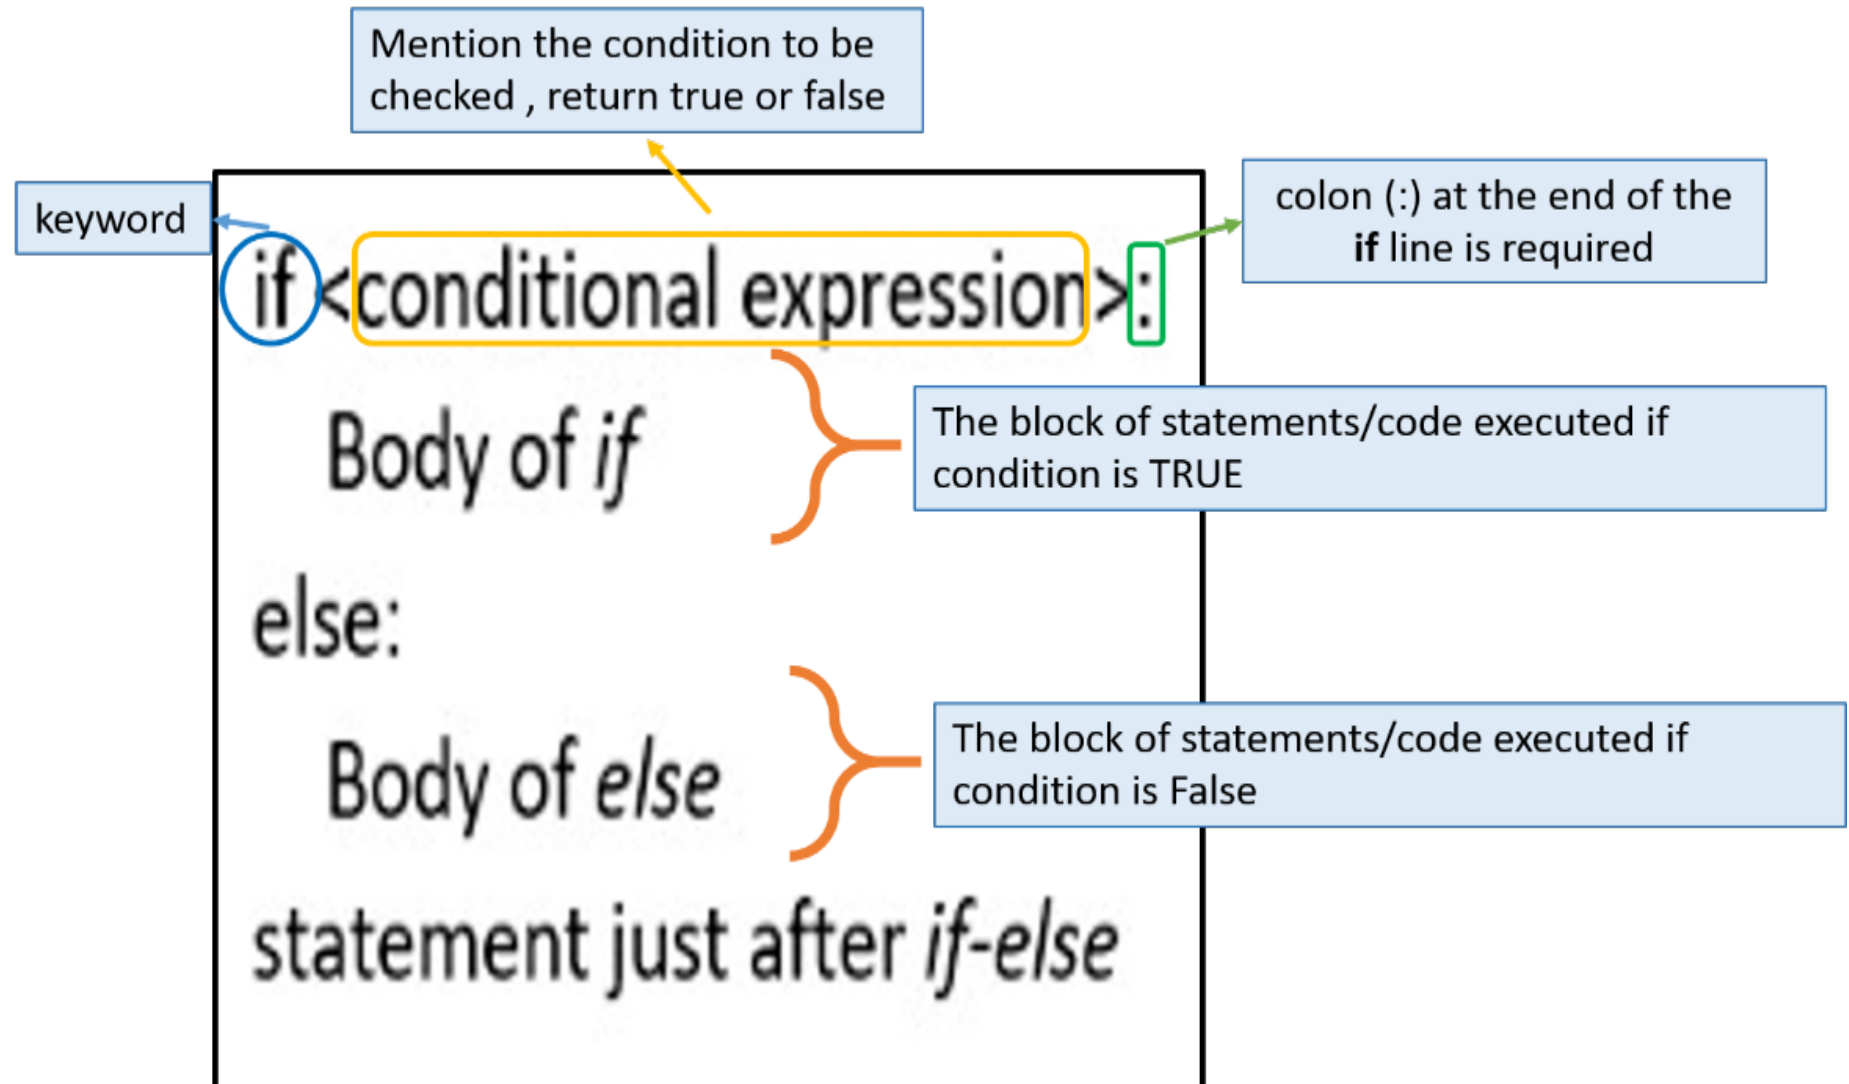 Mention the condition to be
checked , return true or false
keyword
colon (:) at the end of the
if line is required
if <conditional expression>:
Body of if
The block of statements/code executed if
condition is TRUE
else:
Body of else
The block of statements/code executed if
condition is False
statement just after if-else